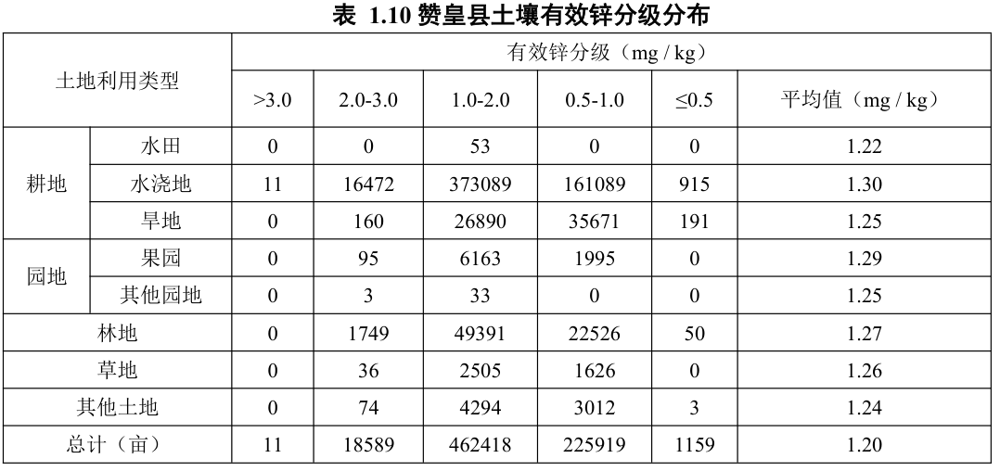 表 1.10 赞皇县土壤有效锌分级分布
土地利用类型 有效锌分级（mg / kg）
>3.0 2.0-3.0 1.0-2.0 0.5-1.0 ≤0.5 平均值（mg / kg）
耕地 水田 0 0 53 0 0 1.22
水浇地 11 16472 373089 161089 915 1.30
旱地 0 160 26890 35671 191 1.25
园地 果园 0 95 6163 1995 0 1.29
其他园地 0 3 33 0 0 1.25
林地 0 1749 49391 22526 50 1.27
草地 0 36 2505 1626 0 1.26
其他土地 0 74 4294 3012 3 1.24
总计（亩） 11 18589 462418 225919 1159 1.20